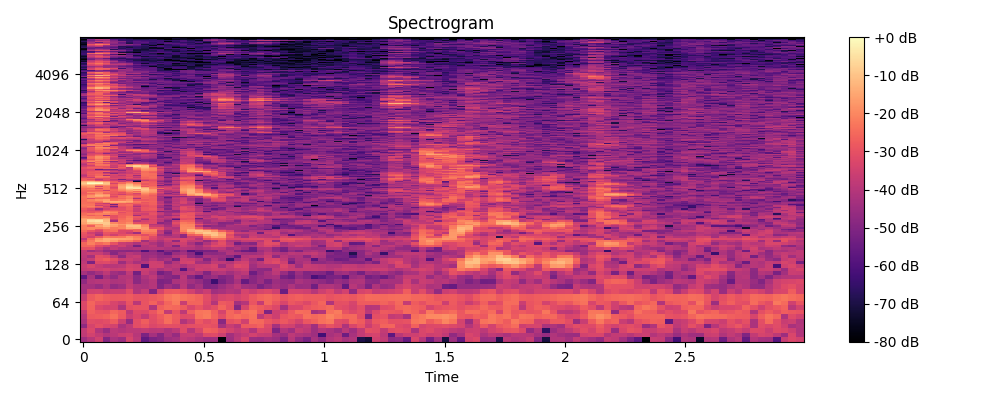 Spectrogram
+0 dB
4096
-10 dB
2048
-20 dB
1024
-30 dB
Hz
512
-40 dB
256
-50 dB
128
-60 dB
64
-70 dB
0
-80 dB
0 0.5 1 1.5 2 2.5
Time